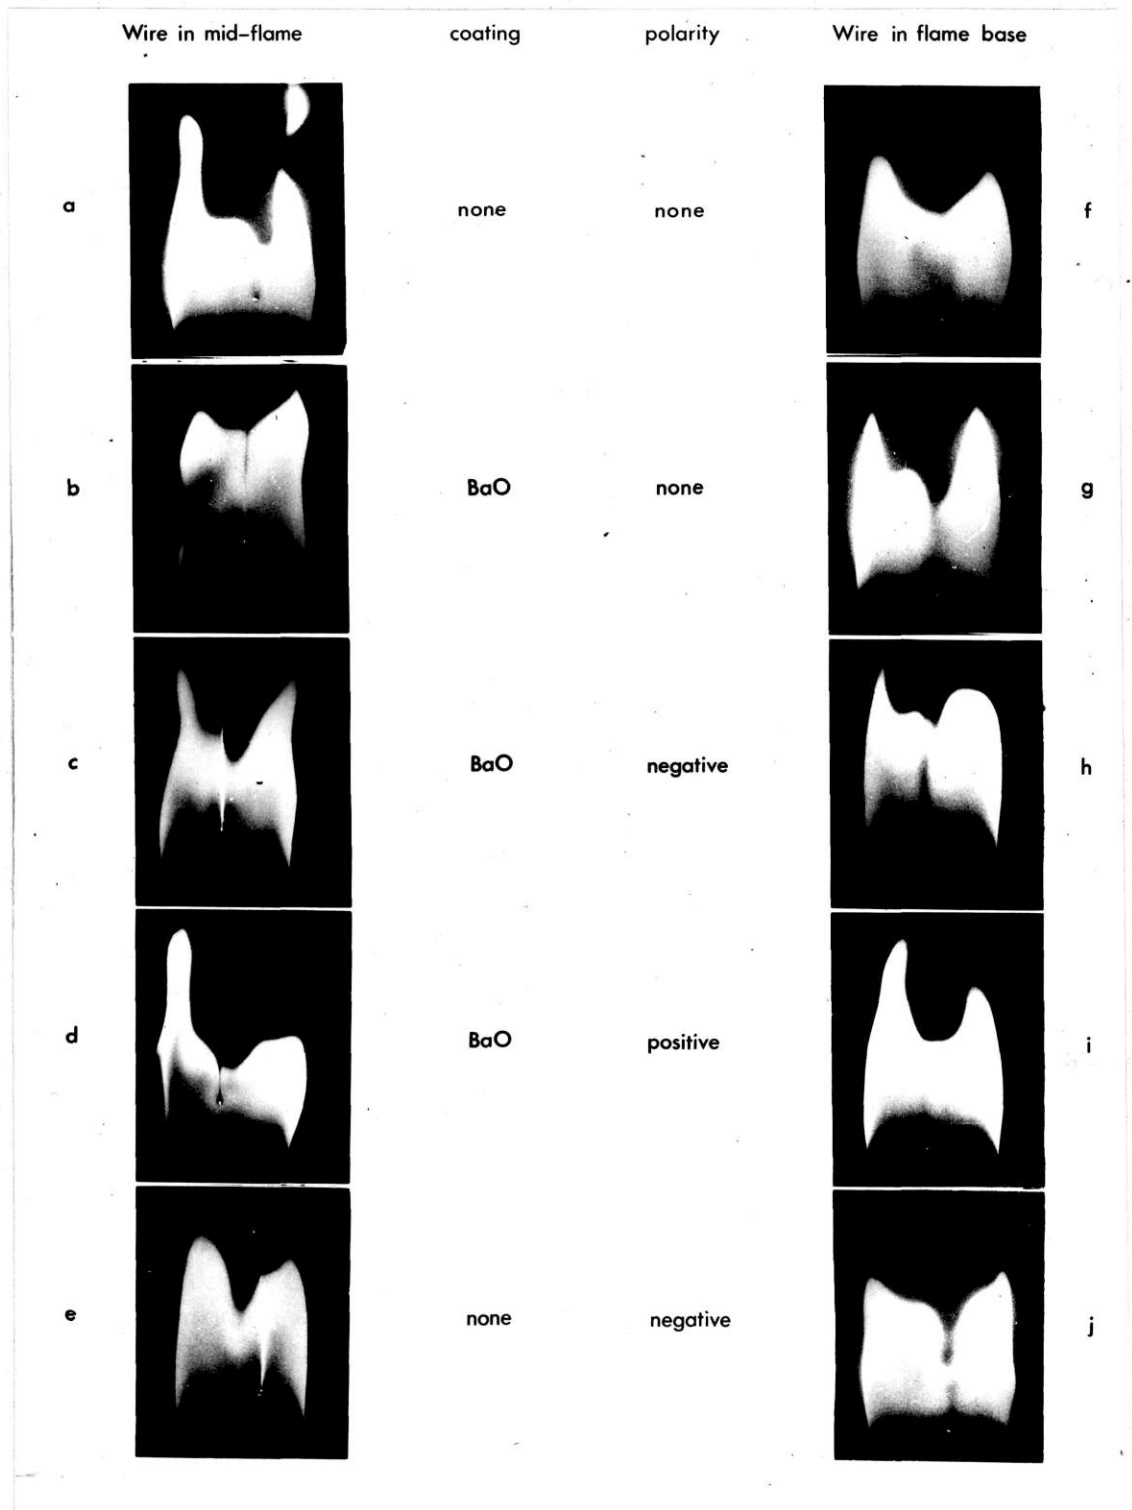 Wire in mid-flame coating polarity Wire in flame base
a none none f
b BaO none g
c BaO negative h
d BaO positive i
e none negative j